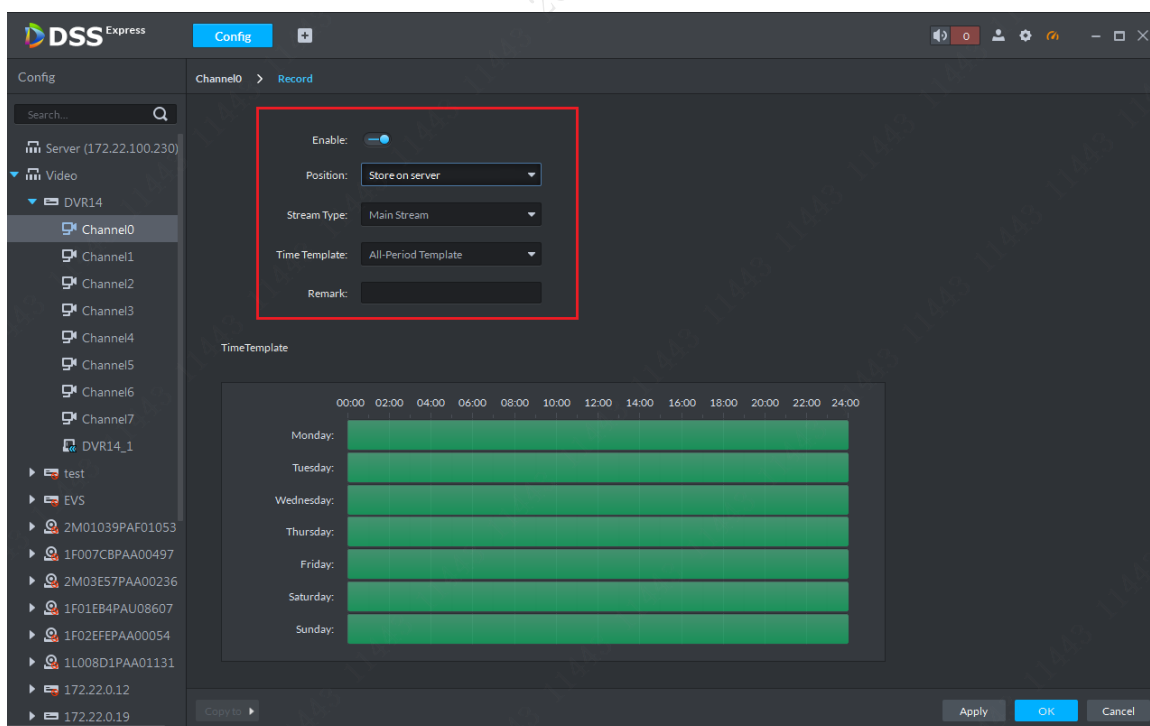 DSS Express
Config
0
Config
Channel0 > Record
Search...
Server (172.22.100.230)
Video
DVR14
Channel0
Channel1
Channel2
Channel3
Channel4
Channel5
Channel6
Channel7
DVR14_1
test
EVS
2M01039PAF01053
1F007CBPAA00497
2M03E57PAA00236
1F01EB4PAU08607
1F02EFEPAA00054
1L008D1PAA01131
172.22.0.12
172.22.0.19
Enable:
Position: Store on server
Stream Type: Main Stream
Time Template: All-Period Template
Remark:
TimeTemplate
00:00 02:00 04:00 06:00 08:00 10:00 12:00 14:00 16:00 18:00 20:00 22:00 24:00
Monday:
Tuesday:
Wednesday:
Thursday:
Friday:
Saturday:
Sunday:
Copy to
Apply
OK
Cancel